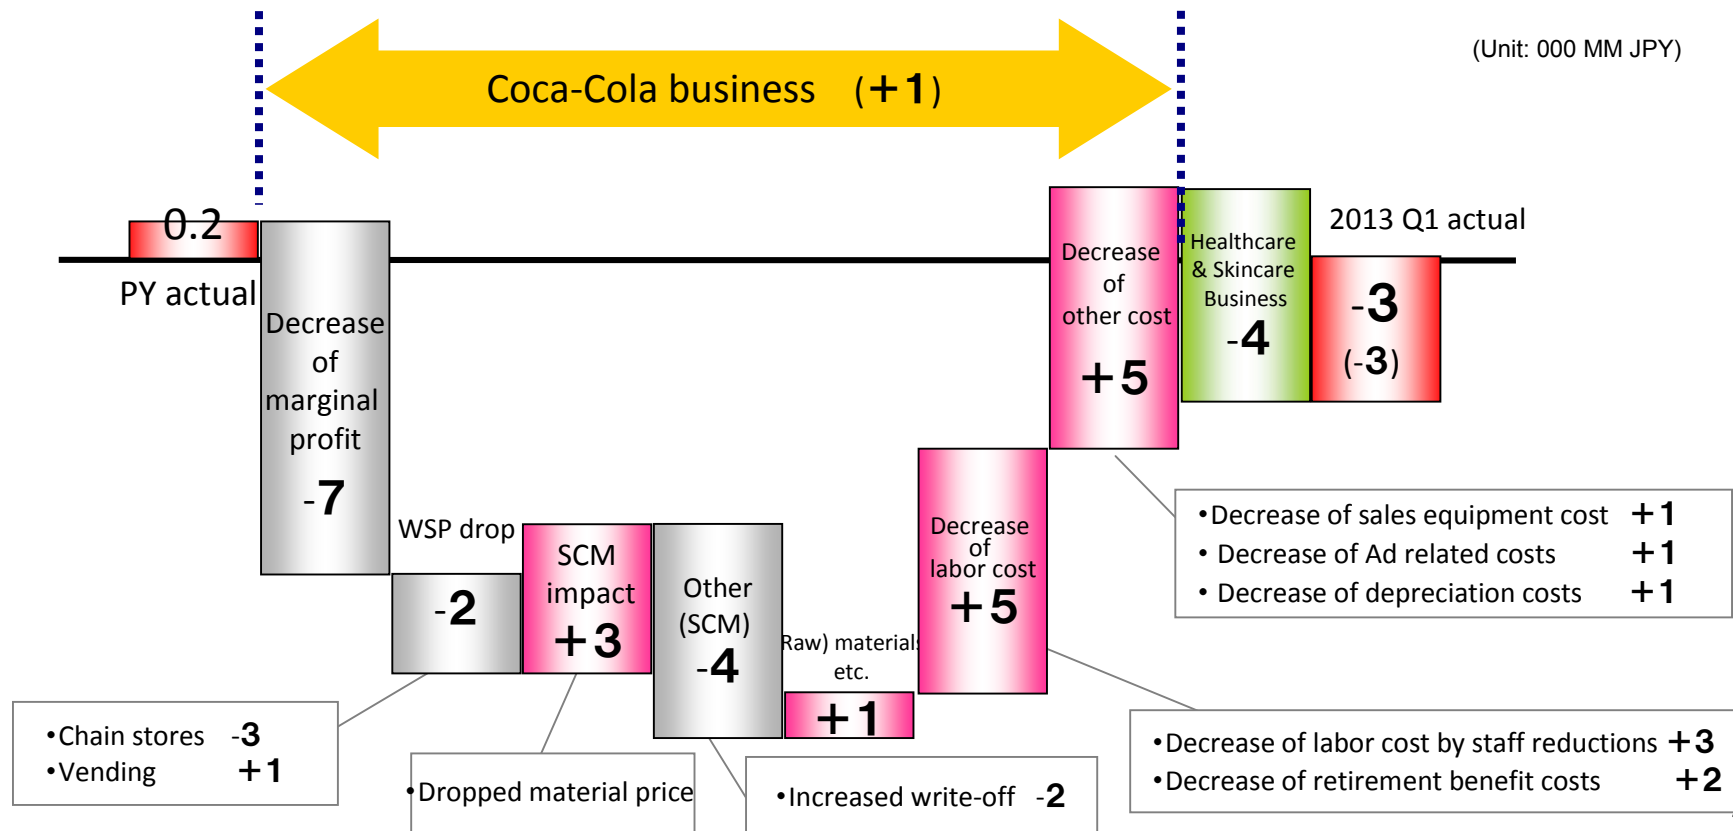 (Unit: 000 MM JPY)
Coca-Cola business (+1)
0.2
PY actual
Decrease
of
marginal
profit
-7
WSP drop
-2
SCM
impact
+3
Other
(SCM)
-4
Raw) materials
etc.
+1
Decrease
of
labor cost
+5
Decrease
of
other cost
+5
Healthcare
& Skincare
Business
-4
2013 Q1 actual
-3
(-3)
•Chain stores -3
•Vending +1
•Dropped material price
•Increased write-off -2
•Decrease of sales equipment cost +1
• Decrease of Ad related costs +1
• Decrease of depreciation costs +1
•Decrease of labor cost by staff reductions +3
•Decrease of retirement benefit costs +2